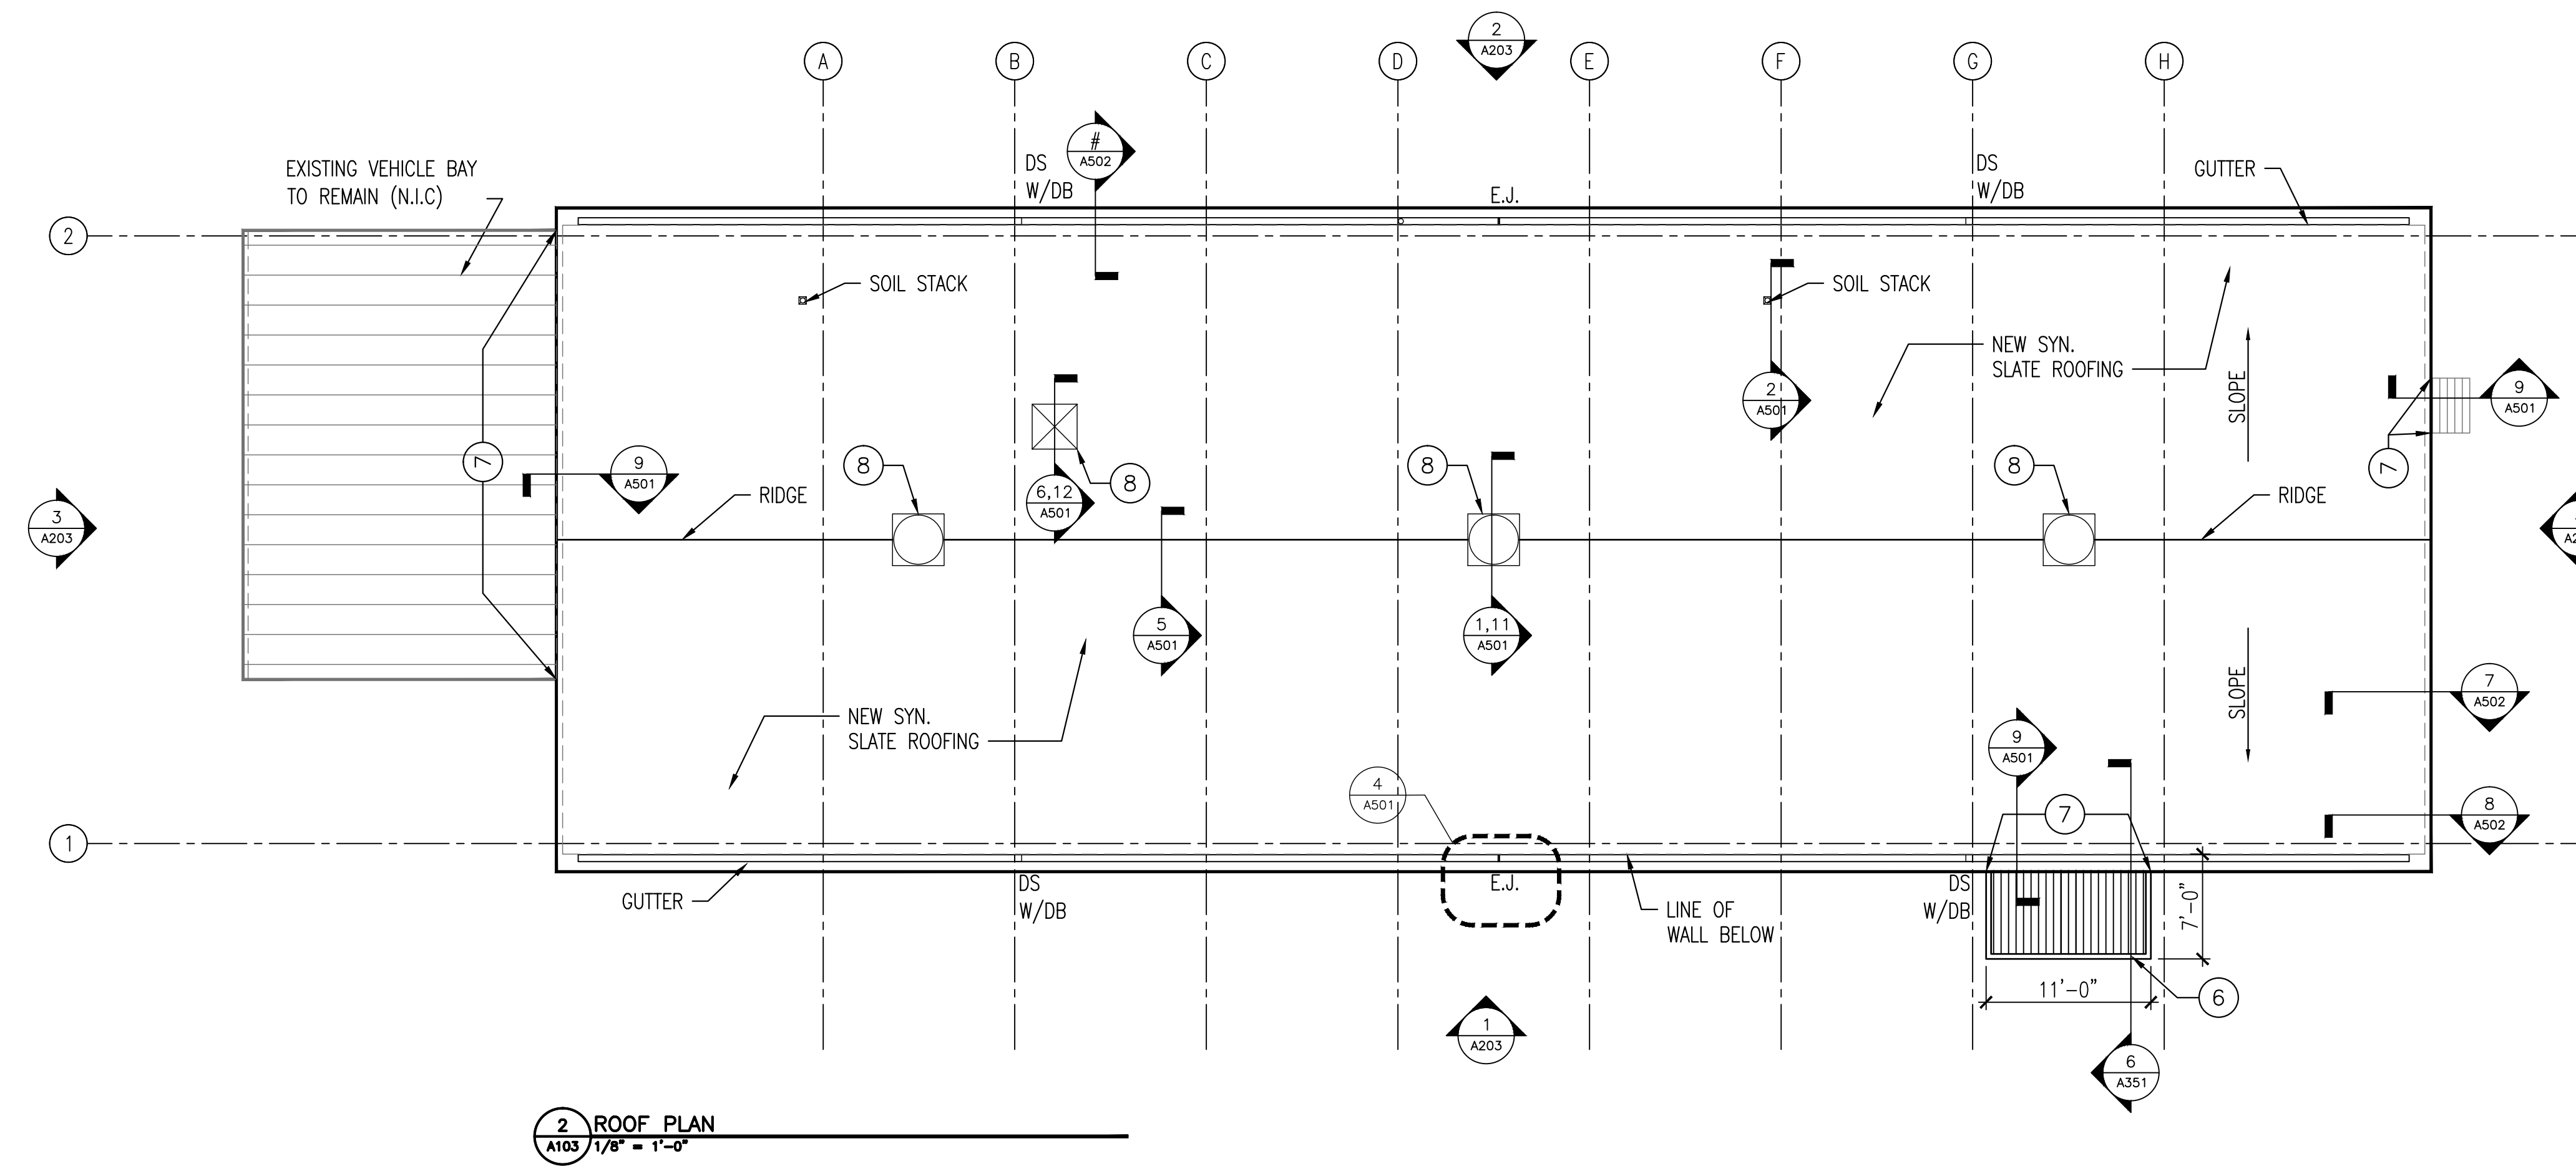 2
A203
A
B
C
D
E
F
G
H
#
A502
DS
W/DB
E.J.
DS
W/DB
GUTTER
EXISTING VEHICLE BAY
TO REMAIN (N.I.C)
2
SOIL STACK
SOIL STACK
NEW SYN.
SLATE ROOFING
SLOPE
2
A501
9
A501
7
7
9
A501
8
6,12
A501
8
8
8
RIDGE
RIDGE
3
A203
5
A501
1,11
A501
SLOPE
7
A502
NEW SYN.
SLATE ROOFING
9
A501
4
A501
7
8
A502
1
GUTTER
DS
W/DB
E.J.
LINE OF
WALL BELOW
DS
W/DB
7'-0"
11'-0"
6
1
A203
6
A351
2
A103
ROOF PLAN
1/8" = 1'-0"